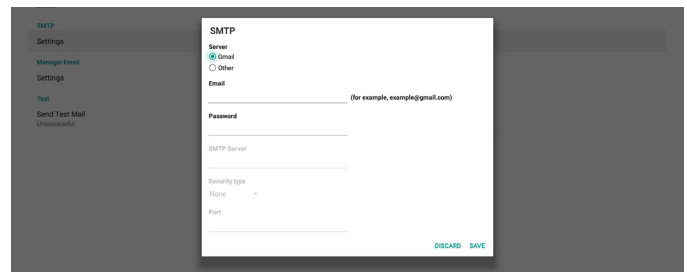 SMTP
Settings
Manager Email
Settings
Test
Send Test Mail
Unsuccessful
SMTP
Server
Gmail
Other
Email
(for example, example@gmail.com)
Password
SMTP Server
Security type
None
Port
DISCARD SAVE